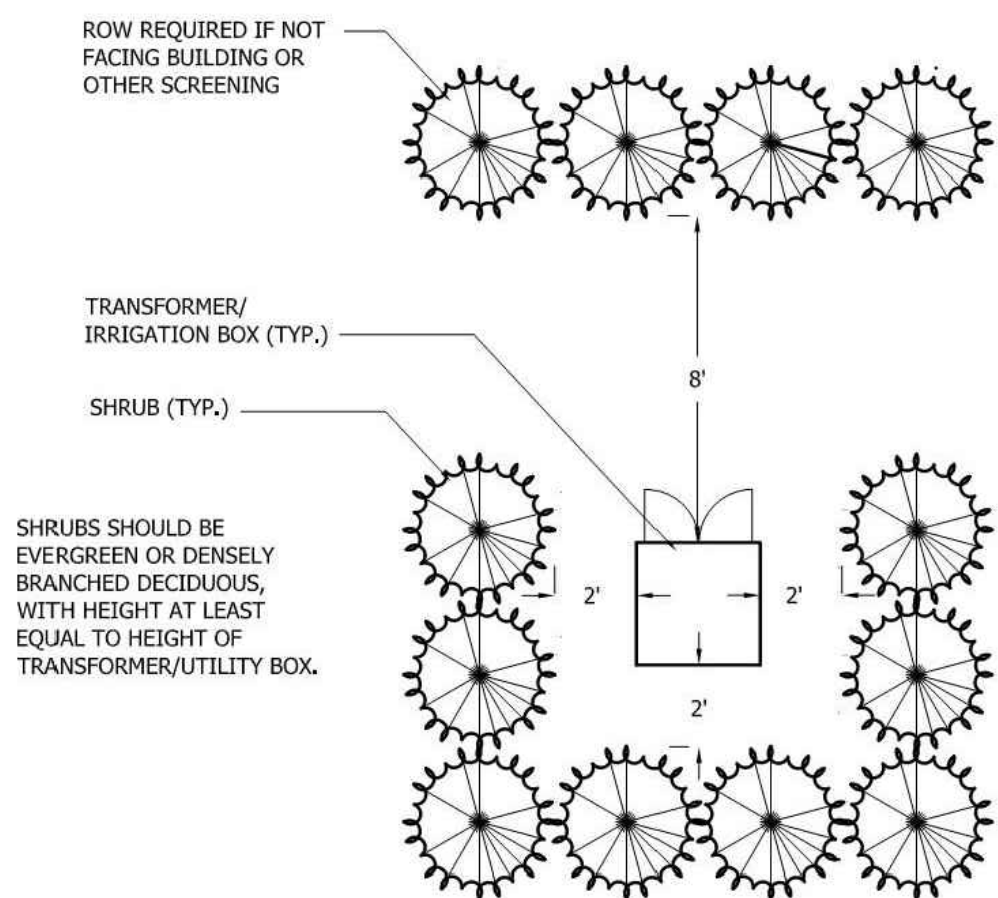 ROW REQUIRED IF NOT
FACING BUILDING OR
OTHER SCREENING
TRANSFORMER/
IRRIGATION BOX (TYP.)
8'
SHRUB (TYP.)
SHRUBS SHOULD BE
EVERGREEN OR DENSELY
BRANCHED DECIDUOUS,
WITH HEIGHT AT LEAST
EQUAL TO HEIGHT OF
TRANSFORMER/UTILITY BOX.
2'
2'
2'